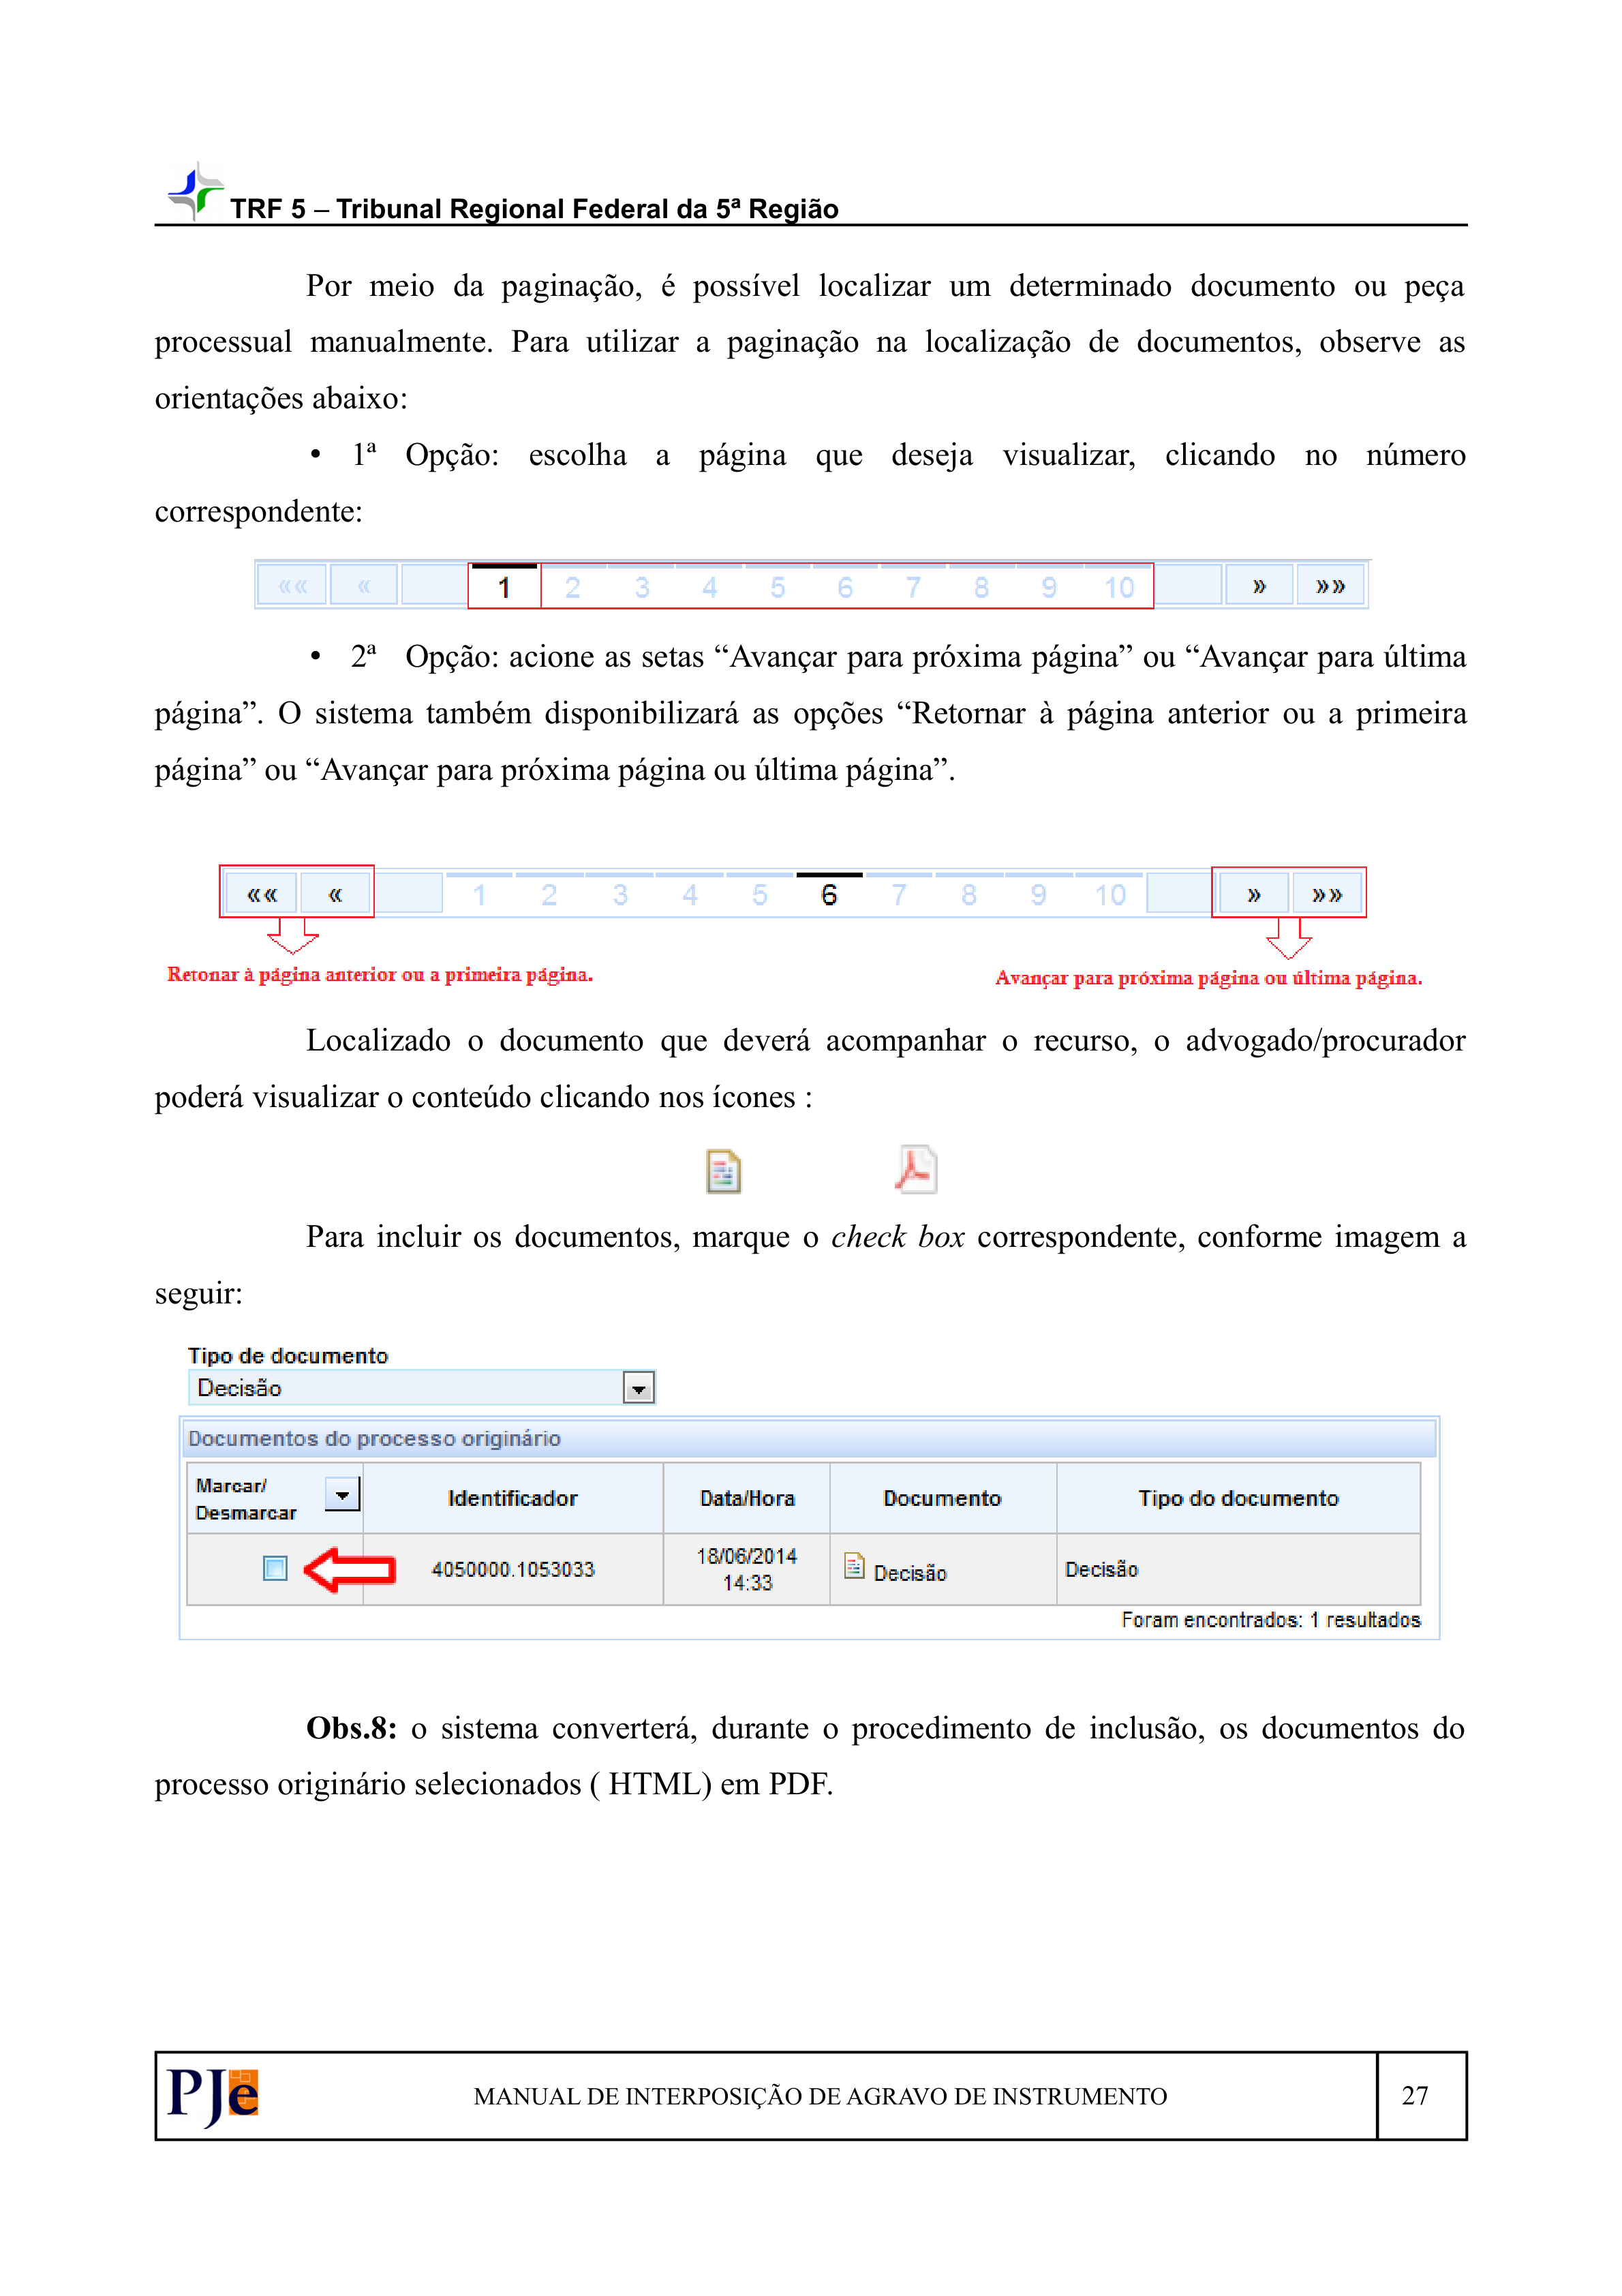 TRF 5 – Tribunal Regional Federal da 5ª Região
Por meio da paginação, é possível localizar um determinado documento ou peça
processual manualmente. Para utilizar a paginação na localização de documentos, observe as
orientações abaixo:
• 1ª Opção: escolha a página que deseja visualizar, clicando no número
correspondente:
«« « 1 2 3 4 5 6 7 8 9 10 » »»
• 2ª Opção: acione as setas “Avançar para próxima página” ou “Avançar para última
página”. O sistema também disponibilizará as opções “Retornar à página anterior ou a primeira
página” ou “Avançar para próxima página ou última página”.
«« « 1 2 3 4 5 6 7 8 9 10 » »»
Retonar à página anterior ou a primeira página.
Avançar para próxima página ou última página.
Localizado o documento que deverá acompanhar o recurso, o advogado/procurador
poderá visualizar o conteúdo clicando nos ícones :
Para incluir os documentos, marque o check box correspondente, conforme imagem a
seguir:
Tipo de documento
Decisão
Documentos do processo originário
Marcar/
Desmarcar
Identificador
Data/Hora
Documento
Tipo do documento
4050000.1053033
18/06/2014
14:33
Decisão
Decisão
Foram encontrados: 1 resultados
Obs.8: o sistema converterá, durante o procedimento de inclusão, os documentos do
processo originário selecionados ( HTML) em PDF.
PJe
MANUAL DE INTERPOSIÇÃO DE AGRAVO DE INSTRUMENTO
27